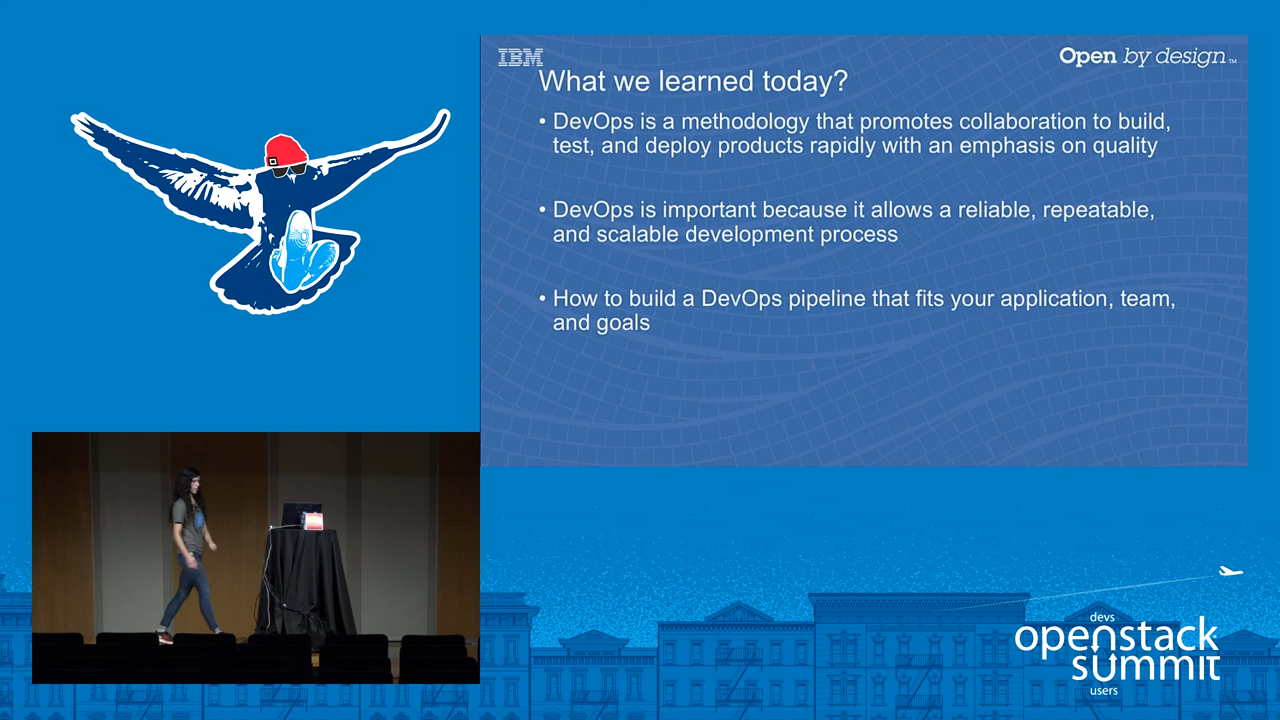 IBM
Open by design™
What we learned today?
• DevOps is a methodology that promotes collaboration to build,
test, and deploy products rapidly with an emphasis on quality
• DevOps is important because it allows a reliable, repeatable,
and scalable development process
• How to build a DevOps pipeline that fits your application, team,
and goals
devs
openstack
summit
users